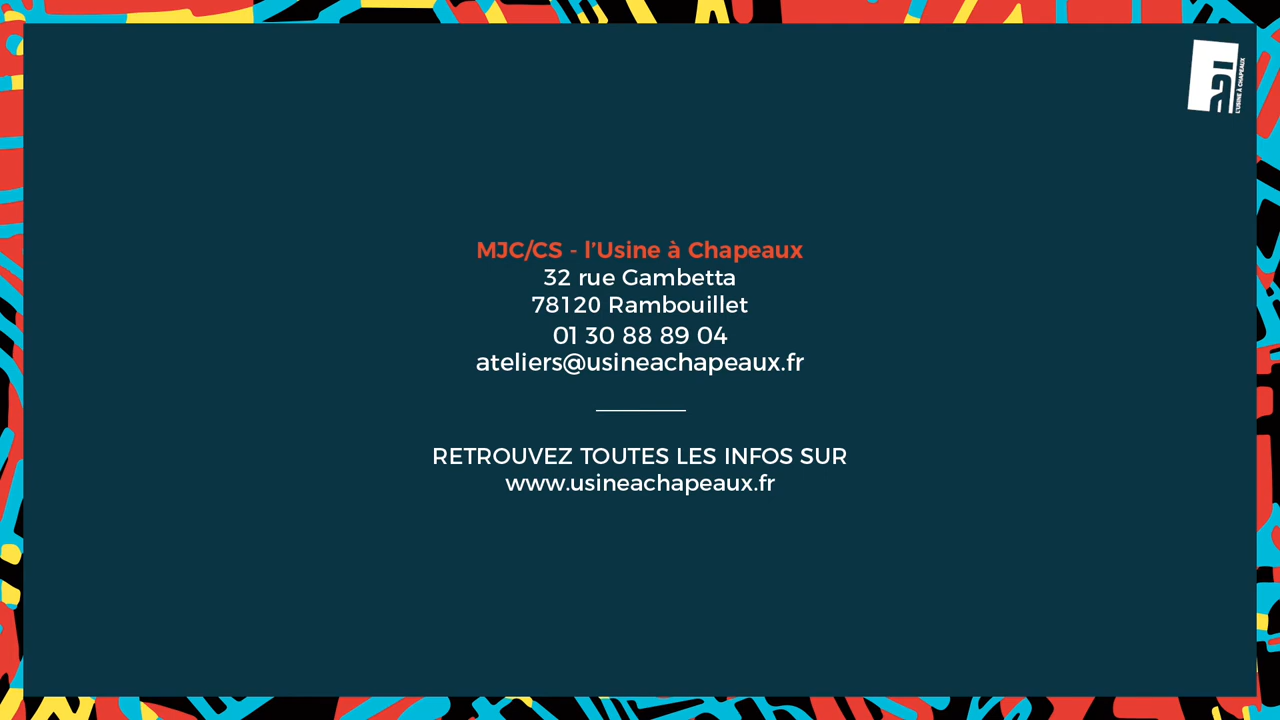 L'USINE À CHAPEAUX
MJC/CS - l’Usine à Chapeaux
32 rue Gambetta
78120 Rambouillet
01 30 88 89 04
ateliers@usineachapeaux.fr
RETROUVEZ TOUTES LES INFOS SUR
www.usineachapeaux.fr